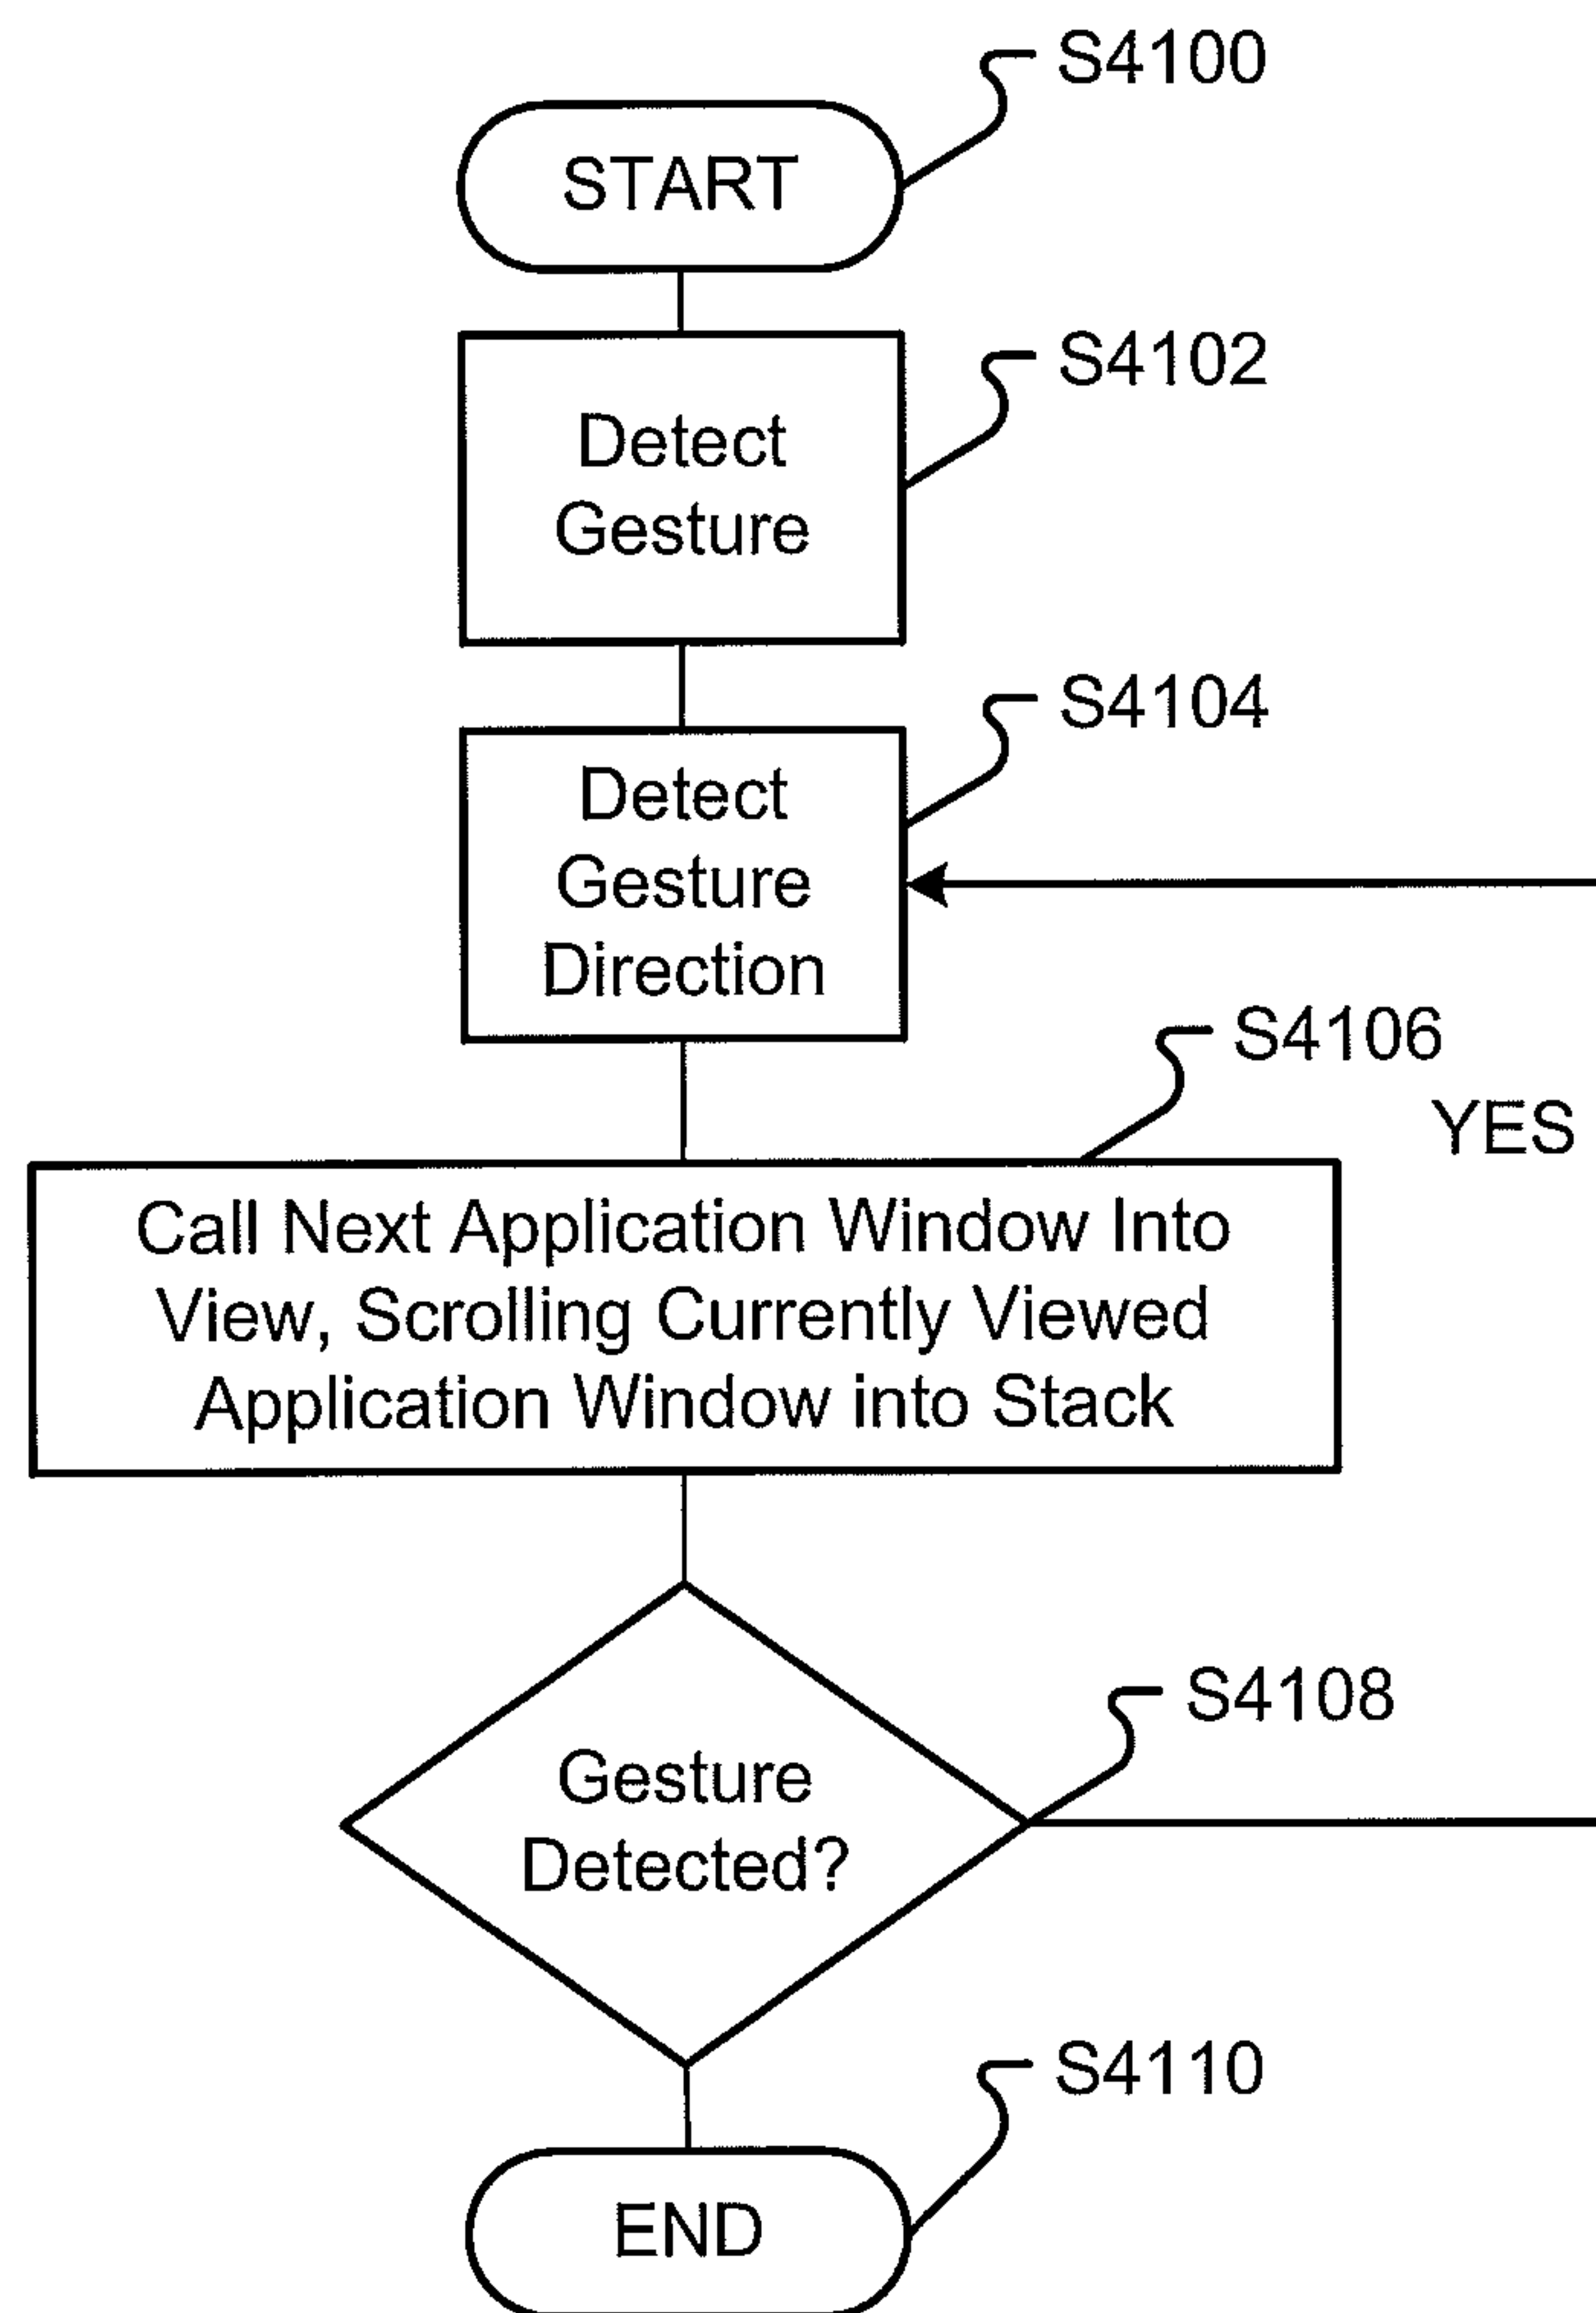 S4100
START
S4102
Detect
Gesture
S4104
Detect
Gesture
Direction
S4106
YES
Call Next Application Window Into
View, Scrolling Currently Viewed
Application Window into Stack
S4108
Gesture
Detected?
S4110
END